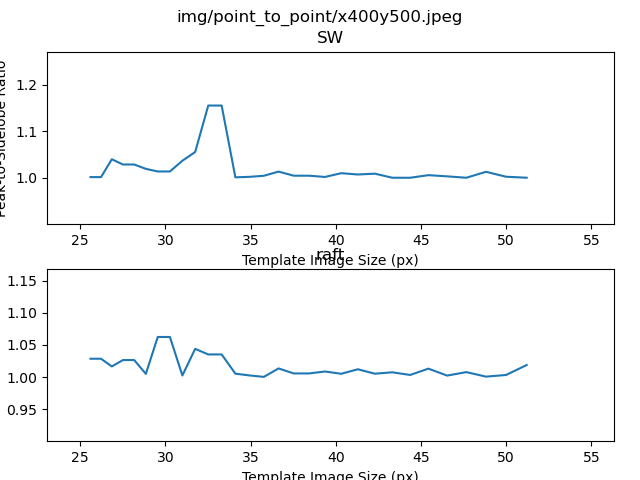 img/point_to_point/x400y500.jpeg
SW
Peak-to-Sidelobe Ratio
1.2
1.1
1.0
25 30 35 40 45 50 55
Template Image Size (px)
raft
1.15
1.10
1.05
1.00
0.95
25 30 35 40 45 50 55
Template Image Size (px)